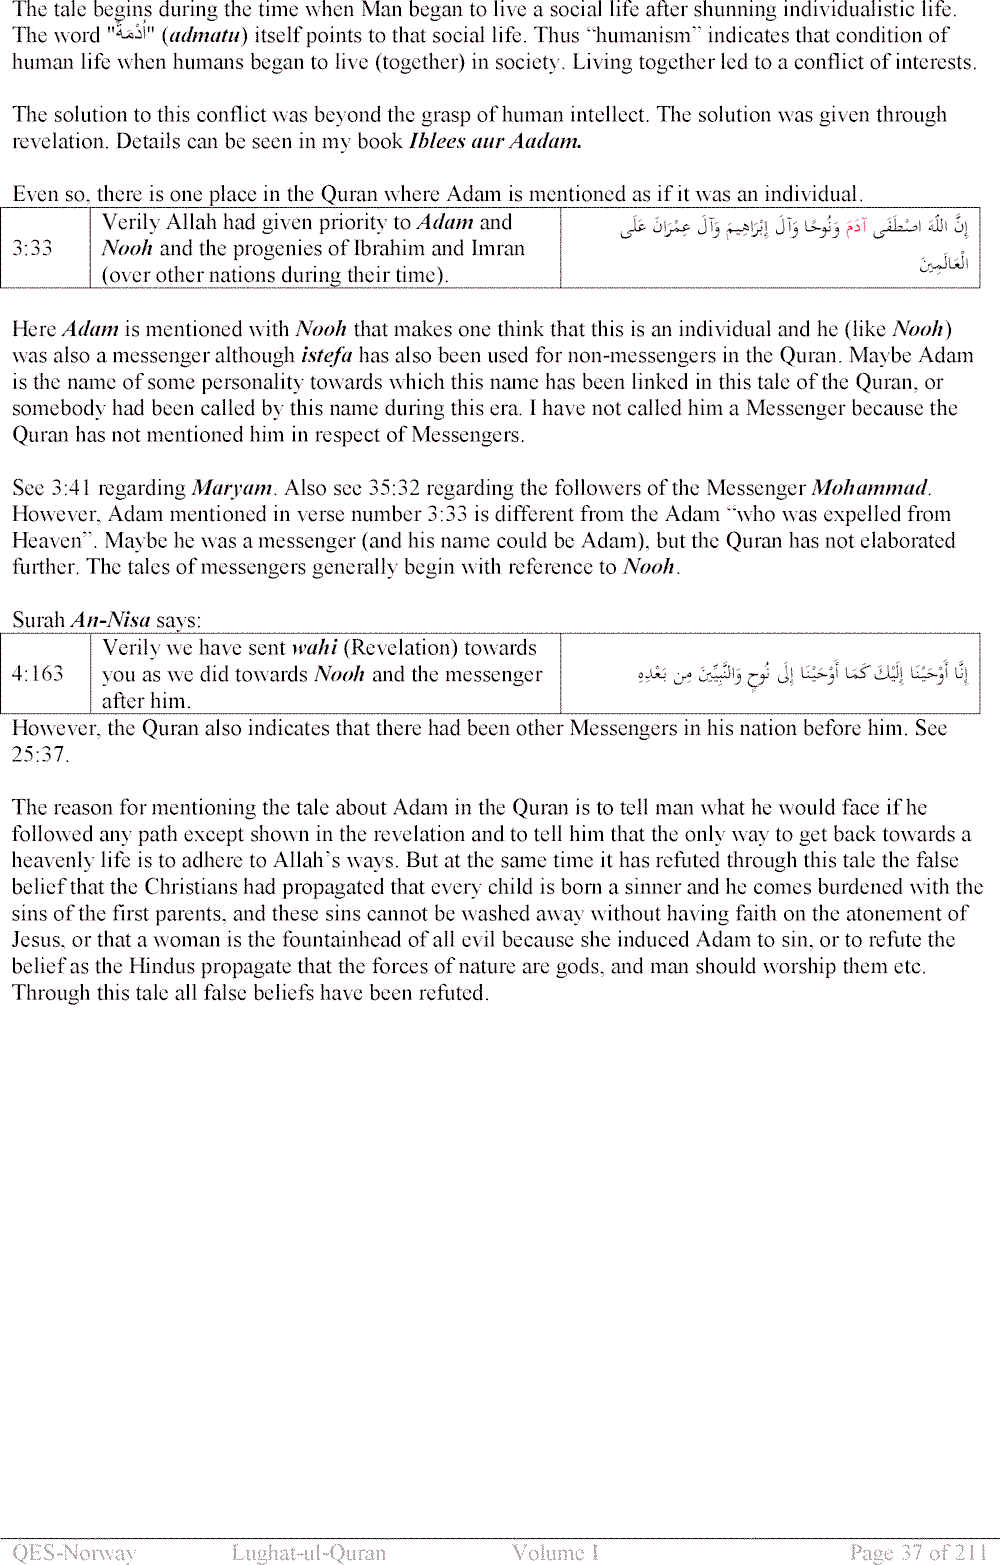 The tale begins during the time when Man began to live a social life after shunning individualistic life.
The word "أُدْمَةٌ" (admatu) itself points to that social life. Thus “humanism” indicates that condition of
human life when humans began to live (together) in society. Living together led to a conflict of interests.
The solution to this conflict was beyond the grasp of human intellect. The solution was given through
revelation. Details can be seen in my book Iblees aur Aadam.
Even so, there is one place in the Quran where Adam is mentioned as if it was an individual.
3:33
Verily Allah had given priority to Adam and
Nooh and the progenies of Ibrahim and Imran
(over other nations during their time).
إِنَّ اللّهَ اصْطَفَى آدَمَ وَنُوحًا وَآلَ إِبْرَاهِيمَ وَآلَ عِمْرَانَ عَلَى
الْعَالَمِينَ
Here Adam is mentioned with Nooh that makes one think that this is an individual and he (like Nooh)
was also a messenger although istefa has also been used for non-messengers in the Quran. Maybe Adam
is the name of some personality towards which this name has been linked in this tale of the Quran, or
somebody had been called by this name during this era. I have not called him a Messenger because the
Quran has not mentioned him in respect of Messengers.
See 3:41 regarding Maryam. Also see 35:32 regarding the followers of the Messenger Mohammad.
However, Adam mentioned in verse number 3:33 is different from the Adam “who was expelled from
Heaven”. Maybe he was a messenger (and his name could be Adam), but the Quran has not elaborated
further. The tales of messengers generally begin with reference to Nooh.
Surah An-Nisa says:
4:163
Verily we have sent wahi (Revelation) towards
you as we did towards Nooh and the messenger
after him.
إِنَّا أَوْحَيْنَا إِلَيْكَ كَمَا أَوْحَيْنَا إِلَى نُوحٍ وَالنَّبِيِّينَ مِن بَعْدِهِ
However, the Quran also indicates that there had been other Messengers in his nation before him. See
25:37.
The reason for mentioning the tale about Adam in the Quran is to tell man what he would face if he
followed any path except shown in the revelation and to tell him that the only way to get back towards a
heavenly life is to adhere to Allah’s ways. But at the same time it has refuted through this tale the false
belief that the Christians had propagated that every child is born a sinner and he comes burdened with the
sins of the first parents, and these sins cannot be washed away without having faith on the atonement of
Jesus, or that a woman is the fountainhead of all evil because she induced Adam to sin, or to refute the
belief as the Hindus propagate that the forces of nature are gods, and man should worship them etc.
Through this tale all false beliefs have been refuted.
QES-Norway Lughat-ul-Quran Volume I Page 37 of 211